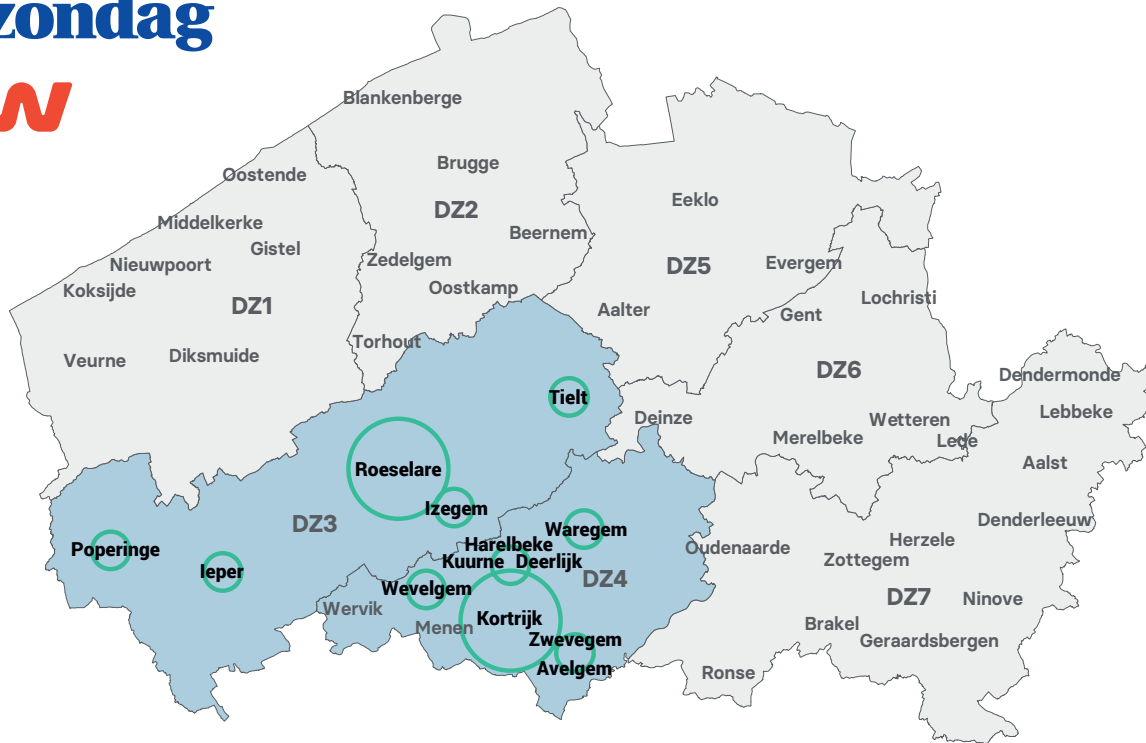 zondag
W
Blankenberge
Brugge
Oostende
Eeklo
DZ2
Middelkerke
Beernem
Gistel
Zedelgem
Evergem
Nieuwpoort
DZ5
Koksijde
Oostkamp
Lochristi
DZ1
Aalter
Gent
Torhout
Diksmuide
Veurne
DZ6
Dendermonde
Tielt
Lebbeke
Deinze
Wetteren
Merelbeke
Lede
Aalst
Roeselare
Izegem
DZ3
Denderleeuw
Waregem
Herzele
Harelbeke
Poperinge
Oudenaarde
Kuurne Deerlijk
Zottegem
Ieper
DZ4
Wevelgem
DZ7
Ninove
Wervik
Kortrijk
Brakel
Menen
Zwevegem
Geraardsbergen
Avelgem
Ronse